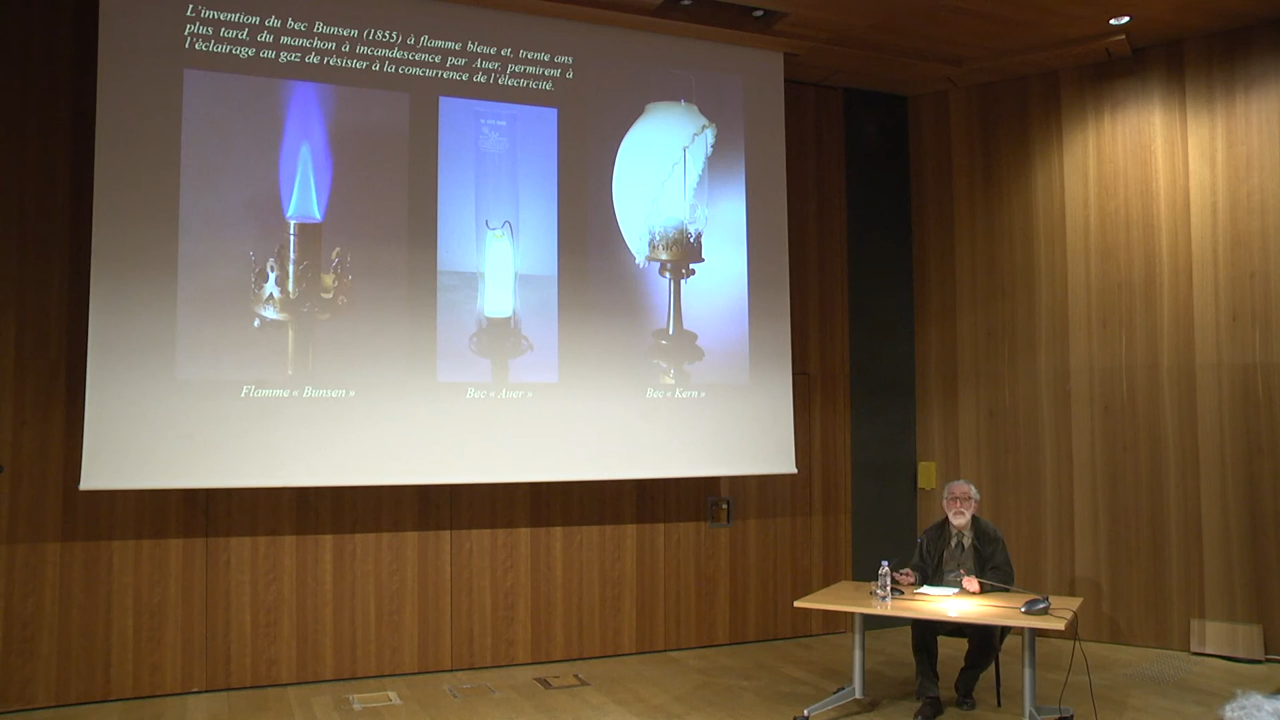 L'invention du bec Bunsen (1855) à flamme bleue et, trente ans
plus tard, du manchon à incandescence par Auer, permirent à
l'éclairage au gaz de résister à la concurrence de l'électricité.
Flamme « Bunsen »
Bec « Auer »
Bec « Kern »